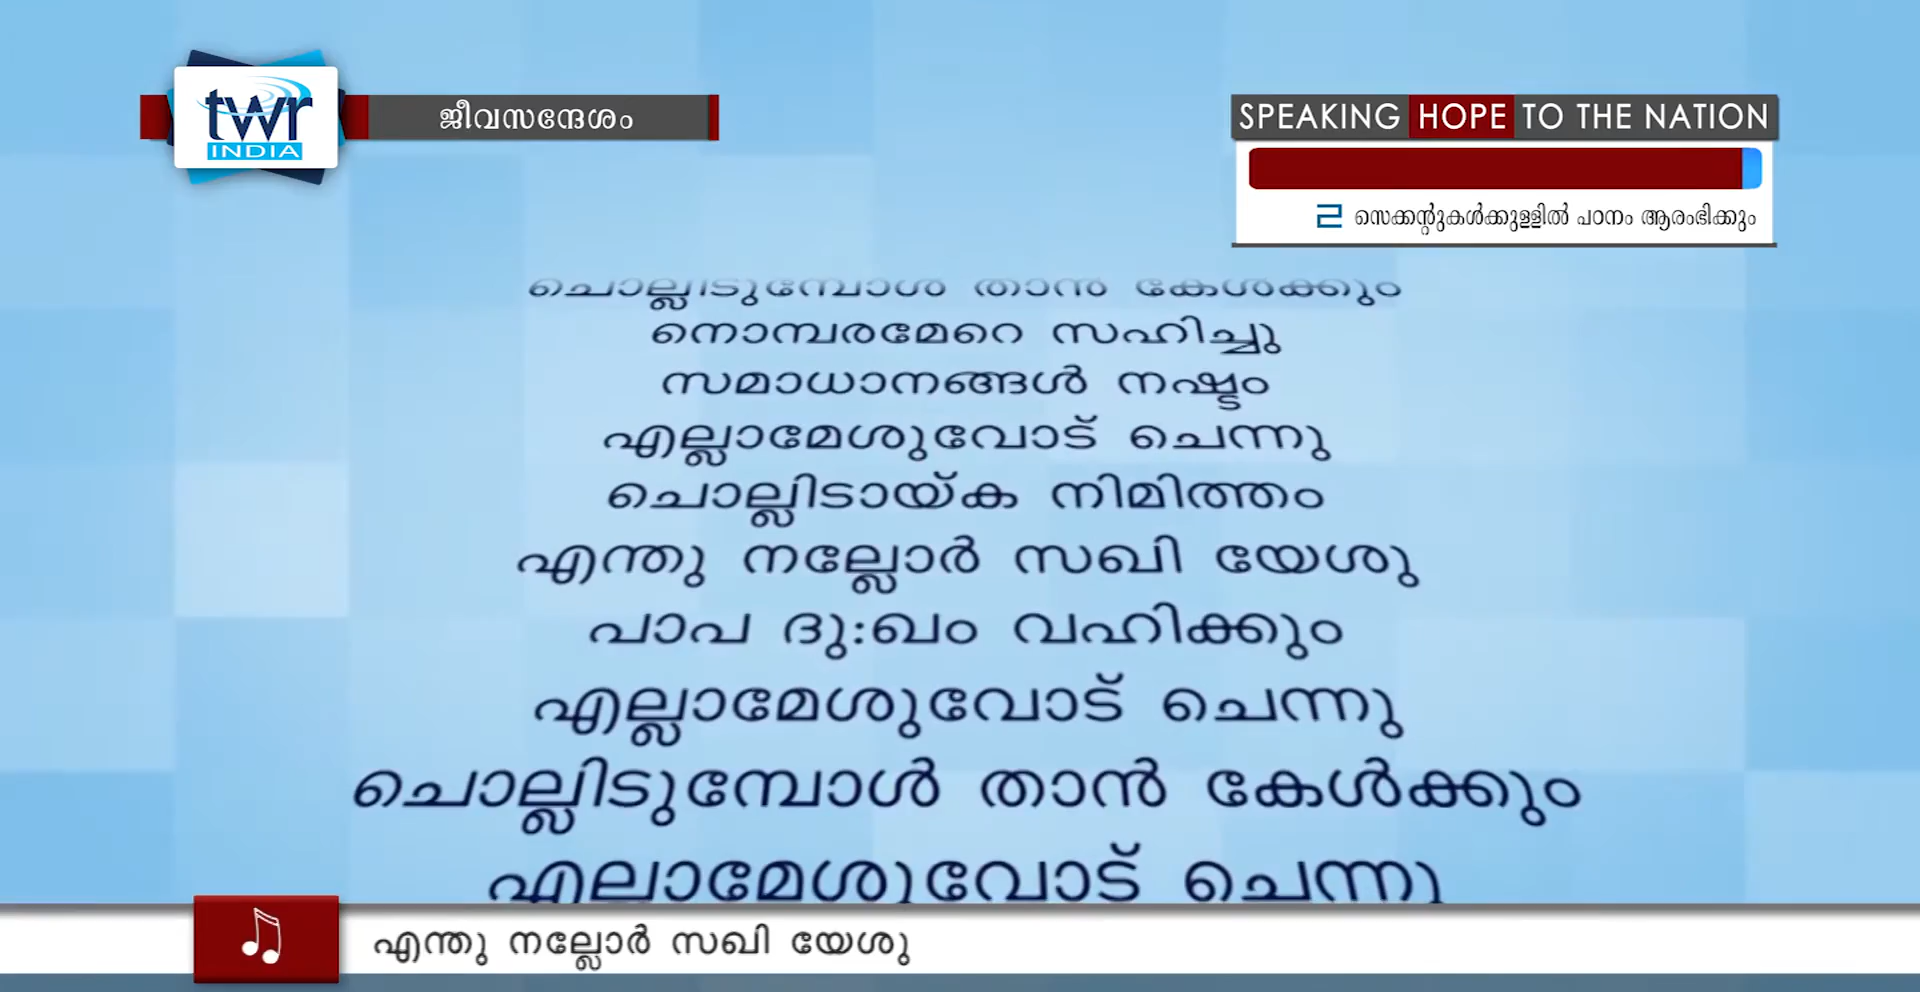 twr
INDIA
ജീവസന്ദേശം
SPEAKING HOPE TO THE NATION
2 സെക്കന്റുകൾക്കുള്ളിൽ പഠനം ആരംഭിക്കും
ചൊല്ലിടുമ്പോൾ താൻ കേൾക്കും
നൊമ്പരമേറെ സഹിച്ചു
സമാധാനങ്ങൾ നഷ്ടം
എല്ലാമേശുവോട് ചെന്നു
ചൊല്ലിടായ്ക നിമിത്തം
എന്തു നല്ലോർ സഖി യേശു
പാപ ദു:ഖം വഹിക്കും
എല്ലാമേശുവോട് ചെന്നു
ചൊല്ലിടുമ്പോൾ താൻ കേൾക്കും
എല്ലാമേശുവോട് ചെന്നു
എന്തു നല്ലോർ സഖി യേശു